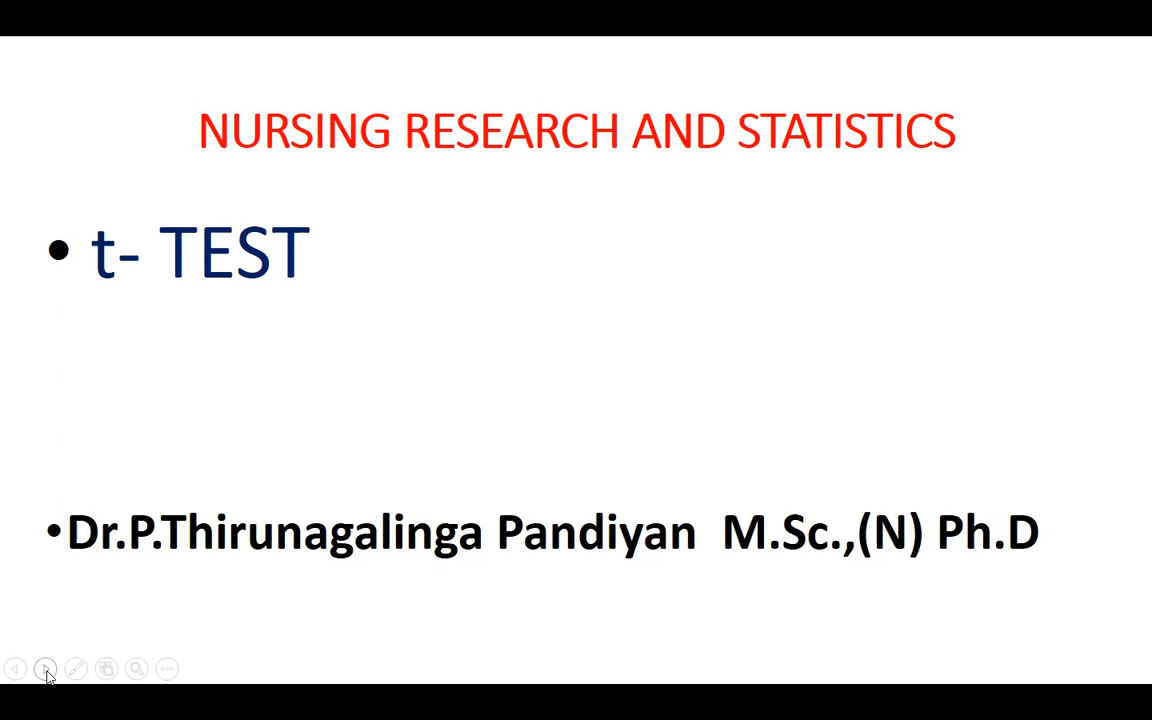 NURSING RESEARCH AND STATISTICS
• t- TEST
•Dr.P.Thirunagalinga Pandiyan M.Sc.,(N) Ph.D